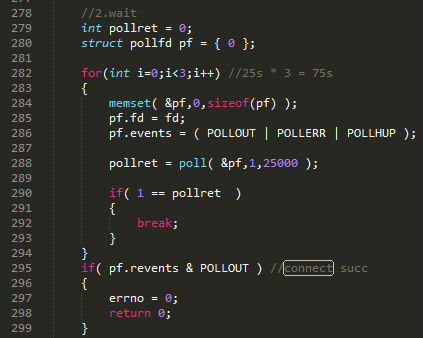 278 //2.wait
279 int pollret = 0;
280 struct pollfd pf = { 0 };
281
282 for(int i=0;i<3;i++) //25s * 3 = 75s
283 {
284 memset( &pf,0,sizeof(pf) );
285 pf.fd = fd;
286 pf.events = ( POLLOUT | POLLERR | POLLHUP );
287
288 pollret = poll( &pf,1,25000 );
289
290 if( 1 == pollret  )
291 {
292 break;
293 }
294 }
295 if( pf.revents & POLLOUT ) //connect succ
296 {
297 errno = 0;
298 return 0;
299 }